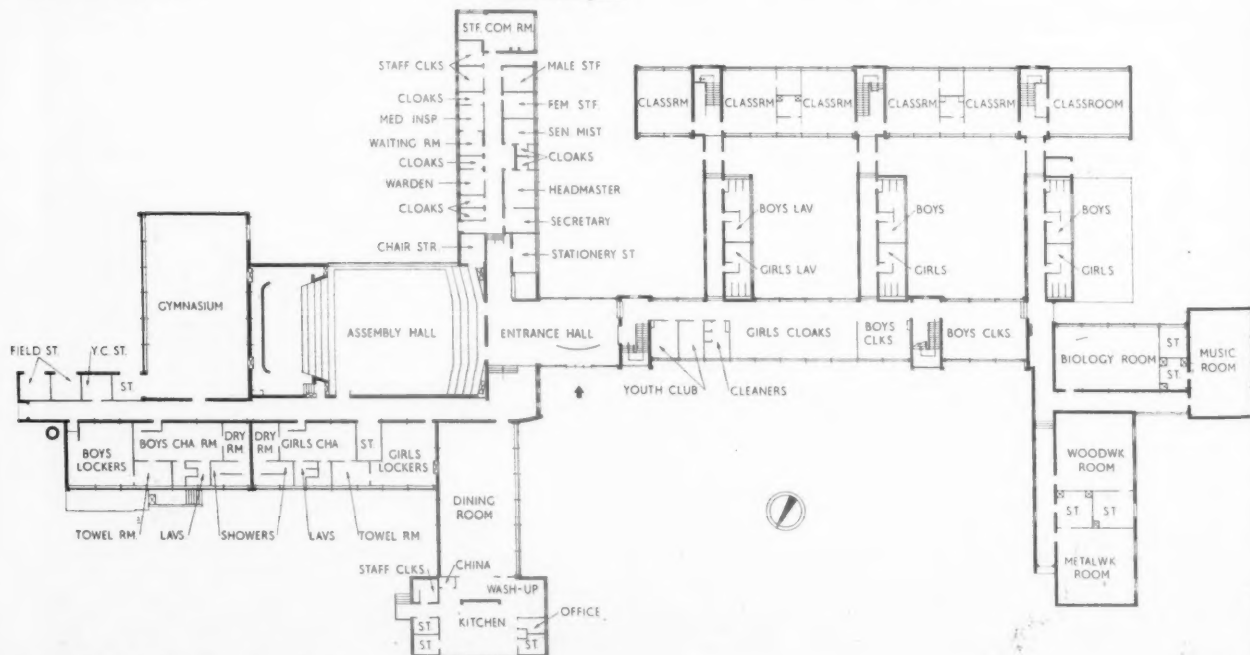 STF. COM RM.
STAFF CLKS
MALE STF
CLOAKS
FEM STF.
MED INSP
SEN MIST
WAITING RM
CLOAKS
CLOAKS
WARDEN
HEADMASTER
CLOAKS
SECRETARY
CHAIR STR
STATIONERY ST
CLASSRM
CLASSRM
CLASSRM
CLASSRM
CLASSRM
CLASSROOM
BOYS LAV
BOYS
BOYS
GIRLS LAV
GIRLS
GIRLS
GYMNASIUM
ASSEMBLY HALL
ENTRANCE HALL
GIRLS CLOAKS
BOYS
CLKS
BOYS CLKS.
YOUTH CLUB
CLEANERS
BIOLOGY ROOM
ST
ST.
MUSIC
ROOM
FIELD ST.
Y.C. ST.
ST.
BOYS
LOCKERS
BOYS CHA RM
DRY
RM
DRY
RM
GIRLS CHA
ST.
GIRLS
LOCKERS
TOWEL RM.
LAVS
SHOWERS
LAVS
TOWEL RM.
DINING
ROOM
WOODWK
ROOM
ST
ST.
METALWK
ROOM
STAFF CLKS
CHINA
WASH-UP
OFFICE
KITCHEN
ST.
ST.
ST.